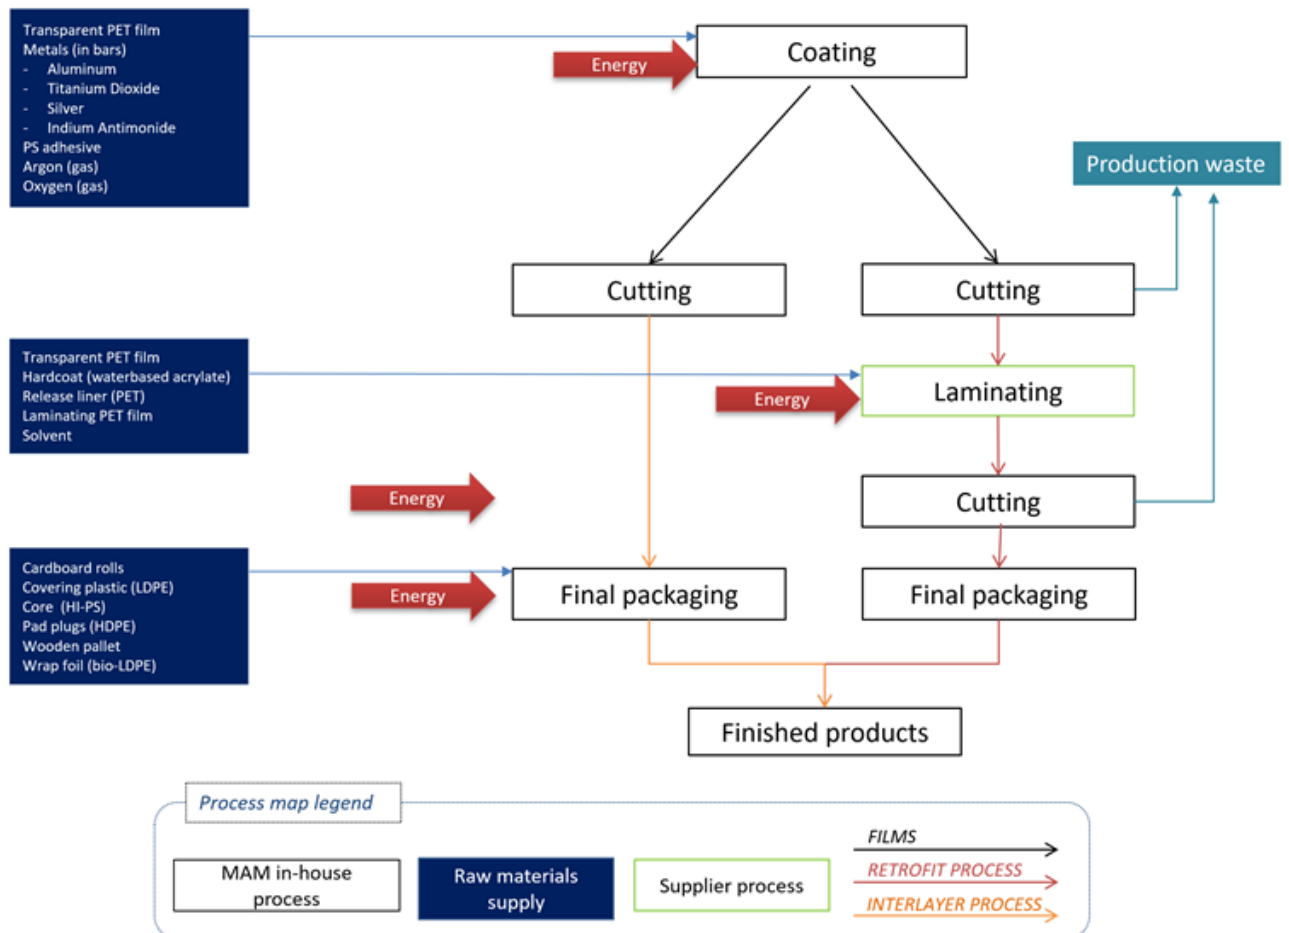 Transparent PET film
Metals (in bars)
- Aluminum
- Titanium Dioxide
- Silver
- Indium Antimonide
PS adhesive
Argon (gas)
Oxygen (gas)
Energy
Coating
Production waste
Cutting
Cutting
Transparent PET film
Hardcoat (waterbased acrylate)
Release liner (PET)
Laminating PET film
Solvent
Energy
Laminating
Energy
Cutting
Cardboard rolls
Covering plastic (LDPE)
Core (HI-PS)
Pad plugs (HDPE)
Wooden pallet
Wrap foil (bio-LDPE)
Energy
Final packaging
Final packaging
Finished products
Process map legend
MAM in-house
process
Raw materials
supply
Supplier process
FILMS
RETROFIT PROCESS
INTERLAYER PROCESS